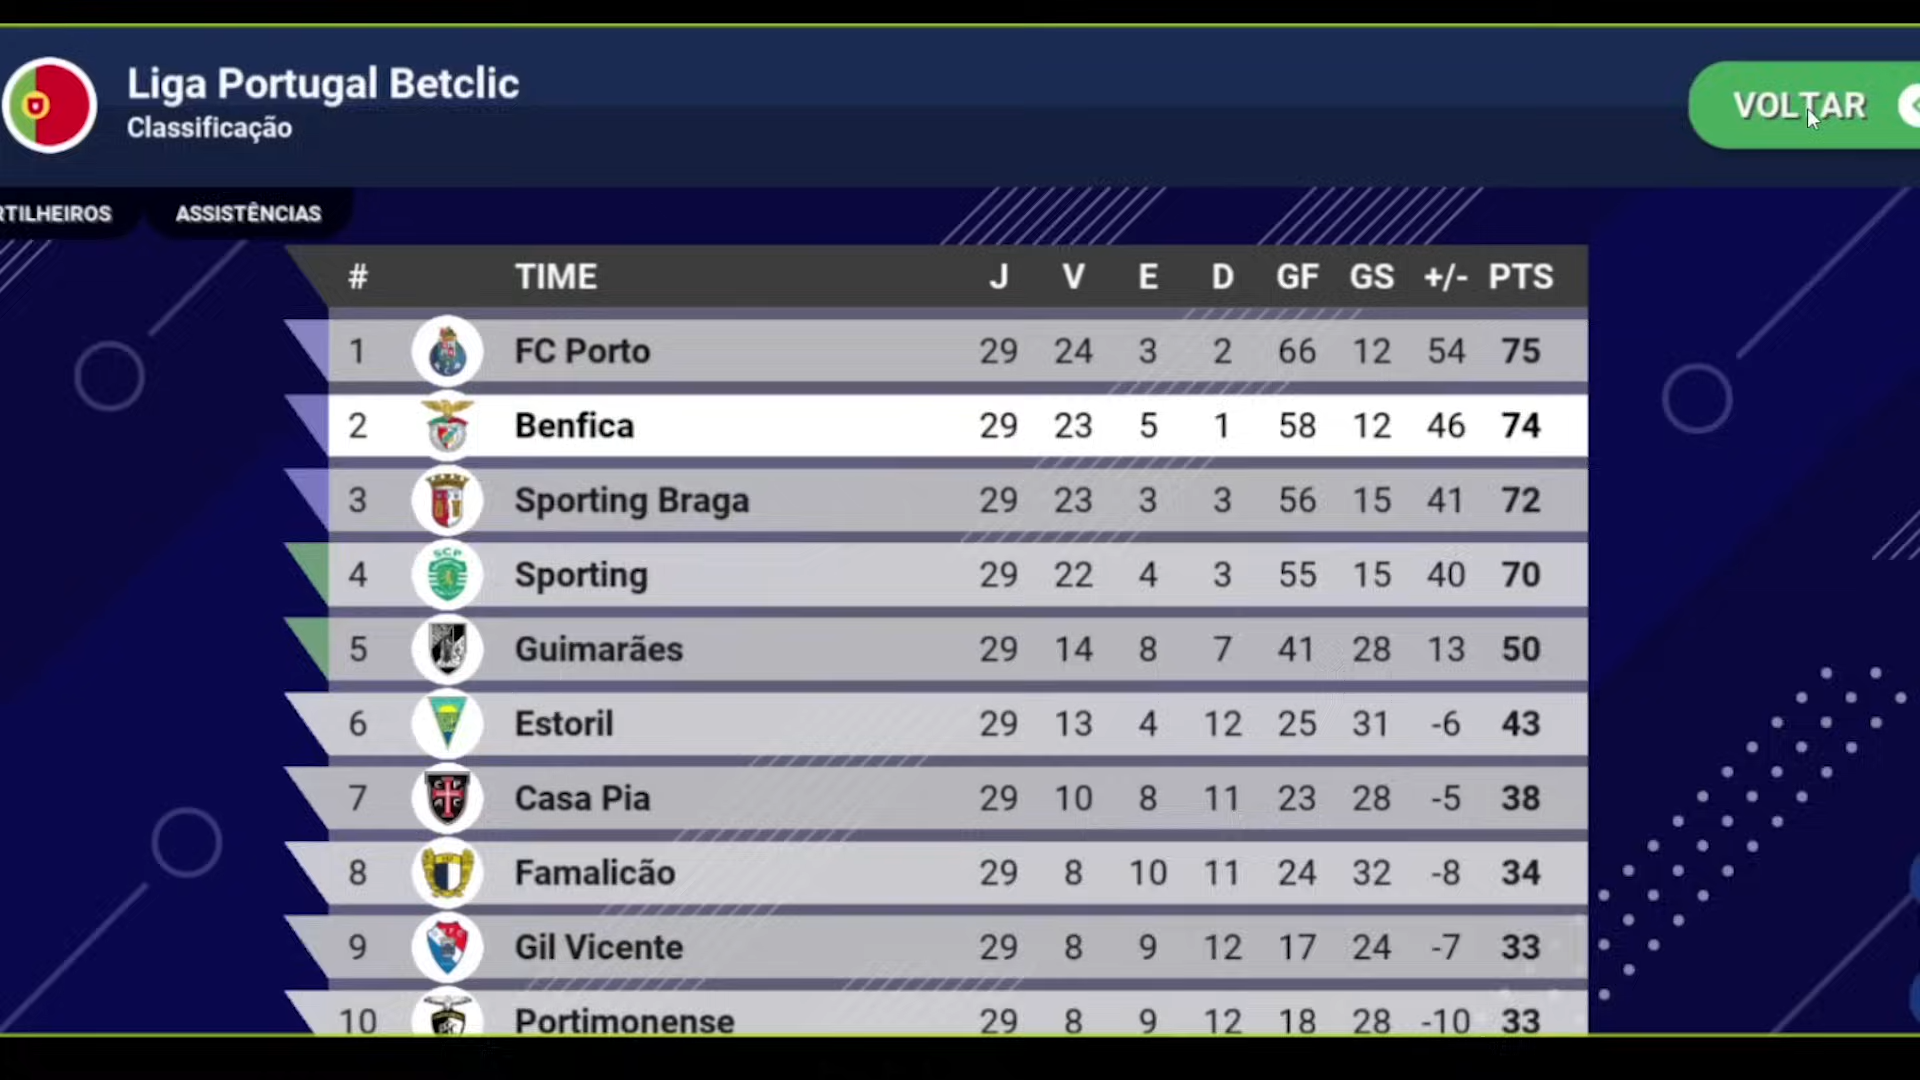 Liga Portugal Betclic
Classificação
VOLTAR
RTILHEIROS ASSISTÊNCIAS
# TIME J V E D GF GS +/- PTS
1 FC Porto 29 24 3 2 66 12 54 75
2 Benfica 29 23 5 1 58 12 46 74
3 Sporting Braga 29 23 3 3 56 15 41 72
4 Sporting 29 22 4 3 55 15 40 70
5 Guimarães 29 14 8 7 41 28 13 50
6 Estoril 29 13 4 12 25 31 -6 43
7 Casa Pia 29 10 8 11 23 28 -5 38
8 Famalicão 29 8 10 11 24 32 -8 34
9 Gil Vicente 29 8 9 12 17 24 -7 33
10 Portimonense 29 8 9 12 18 28 -10 33